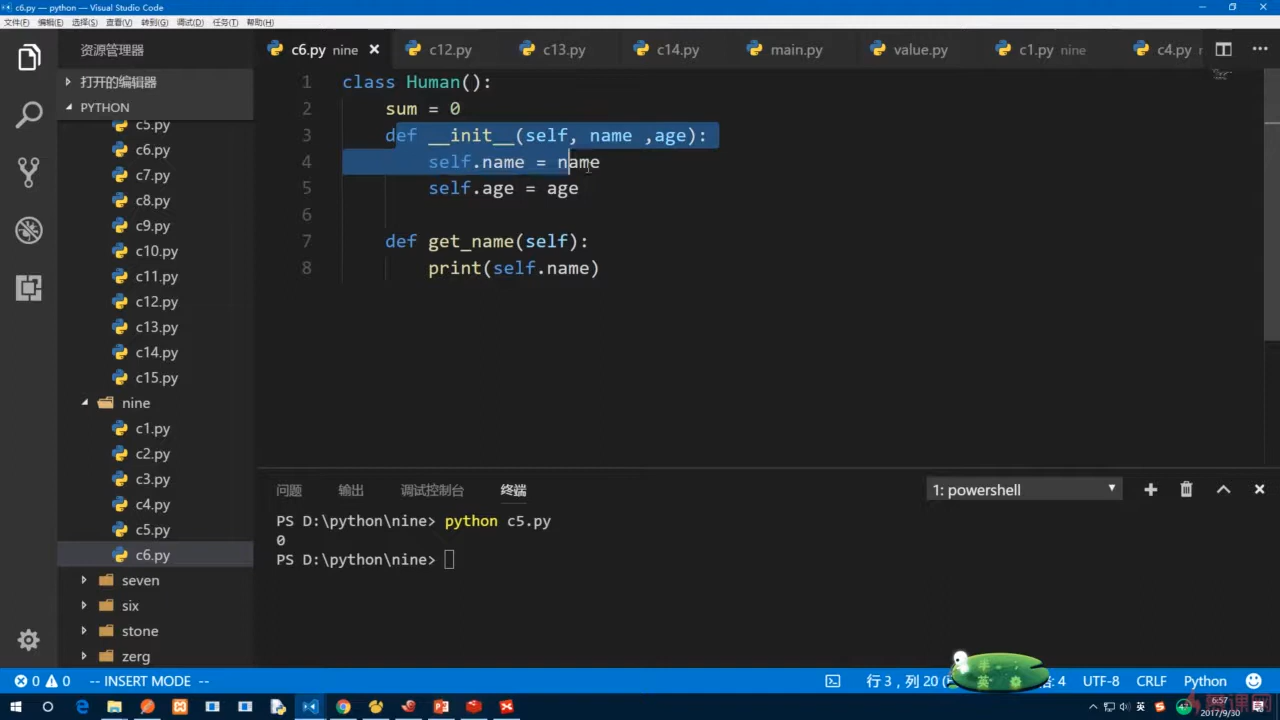 c6.py — python — Visual Studio Code
文件(F) 编辑(E) 选择(S) 查看(V) 转到(G) 调试(D) 任务(T) 帮助(H)
资源管理器
c6.py nine
c12.py
c13.py
c14.py
main.py
value.py
c1.py nine
c4.py
打开的编辑器
PYTHON
c5.py
c6.py
c7.py
c8.py
c9.py
c10.py
c11.py
c12.py
c13.py
c14.py
c15.py
nine
c1.py
c2.py
c3.py
c4.py
c5.py
c6.py
seven
six
stone
zerg
1 class Human():
2 sum = 0
3 def __init__(self, name ,age):
4 self.name = name
5 self.age = age
6
7 def get_name(self):
8 print(self.name)
问题 输出 调试控制台 终端
1: powershell
PS D:\python\nine> python c5.py
0
PS D:\python\nine>
0 0 -- INSERT MODE --
行 3，列 20
4 UTF-8 CRLF Python
半
英
英
47
6:57
2017/9/30